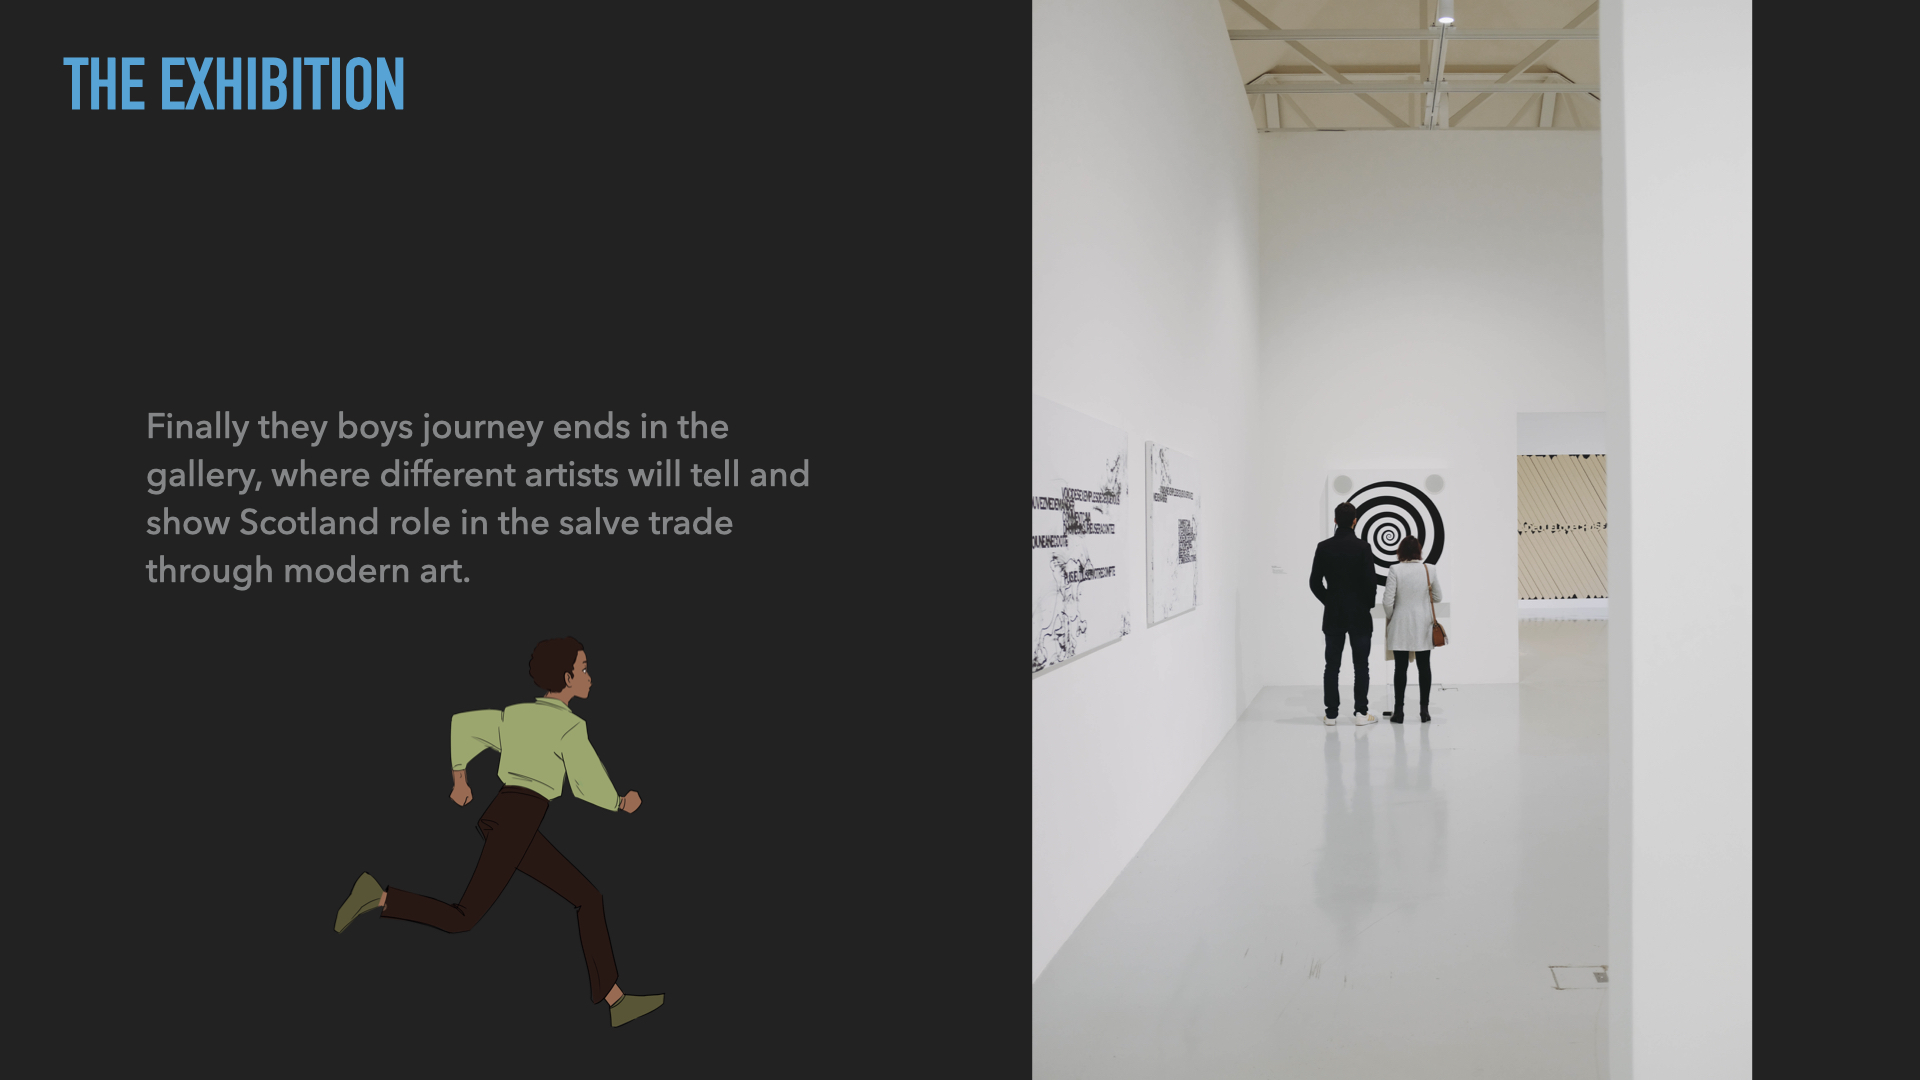 THE EXHIBITION
Finally they boys journey ends in the
gallery, where different artists will tell and
show Scotland role in the salve trade
through modern art.